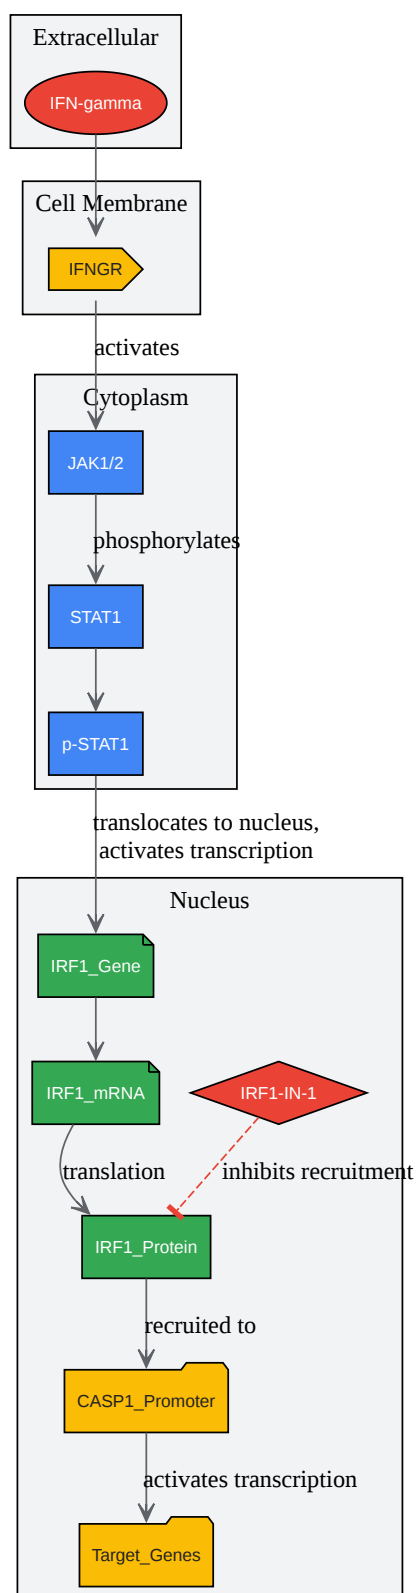 Extracellular
IFN-gamma
Cell Membrane
IFNGR
activates
Cytoplasm
JAK1/2
phosphorylates
STAT1
p-STAT1
translocates to nucleus,
activates transcription
Nucleus
IRF1_Gene
IRF1_mRNA
IRF1-IN-1
translation
inhibits recruitment
IRF1_Protein
recruited to
CASP1_Promoter
activates transcription
Target_Genes